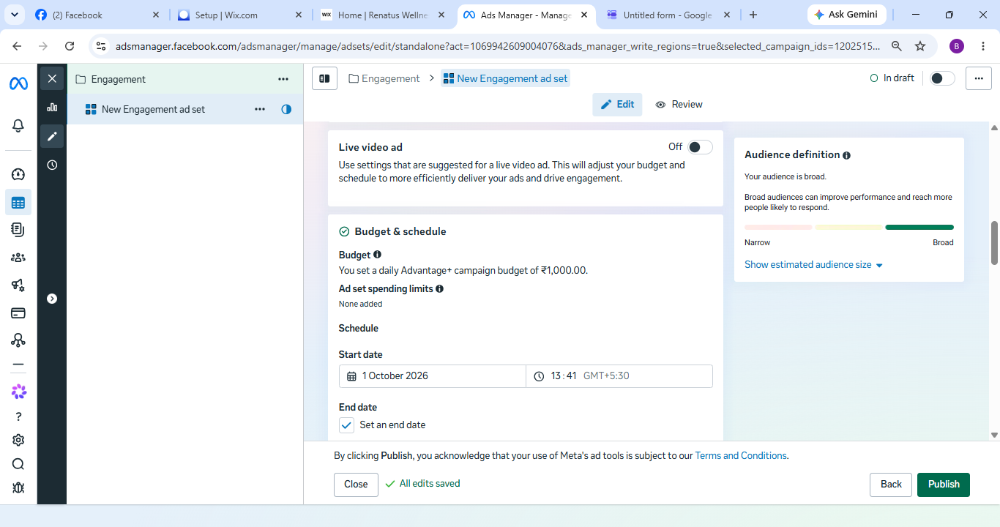 (2) Facebook
Setup | Wix.com
WIX
Home | Renatus Wellne
Ads Manager - Manage
Untitled form - Google
Ask Gemini
adsmanager.facebook.com/adsmanager/manage/adsets/edit/standalone?act=1069942609004076&ads_manager_write_regions=true&selected_campaign_ids=1202515...
B
Engagement
New Engagement ad set
Engagement > New Engagement ad set
In draft
Edit
Review
Live video ad
Off
Use settings that are suggested for a live video ad. This will adjust your budget and
schedule to more efficiently deliver your ads and drive engagement.
Budget & schedule
Budget
You set a daily Advantage+ campaign budget of ₹1,000.00.
Ad set spending limits
None added
Schedule
Start date
1 October 2026
13:41 GMT+5:30
End date
Set an end date
Audience definition
Your audience is broad.
Broad audiences can improve performance and reach more
people likely to respond.
Narrow
Broad
Show estimated audience size
By clicking Publish, you acknowledge that your use of Meta's ad tools is subject to our Terms and Conditions.
Close
All edits saved
Back
Publish